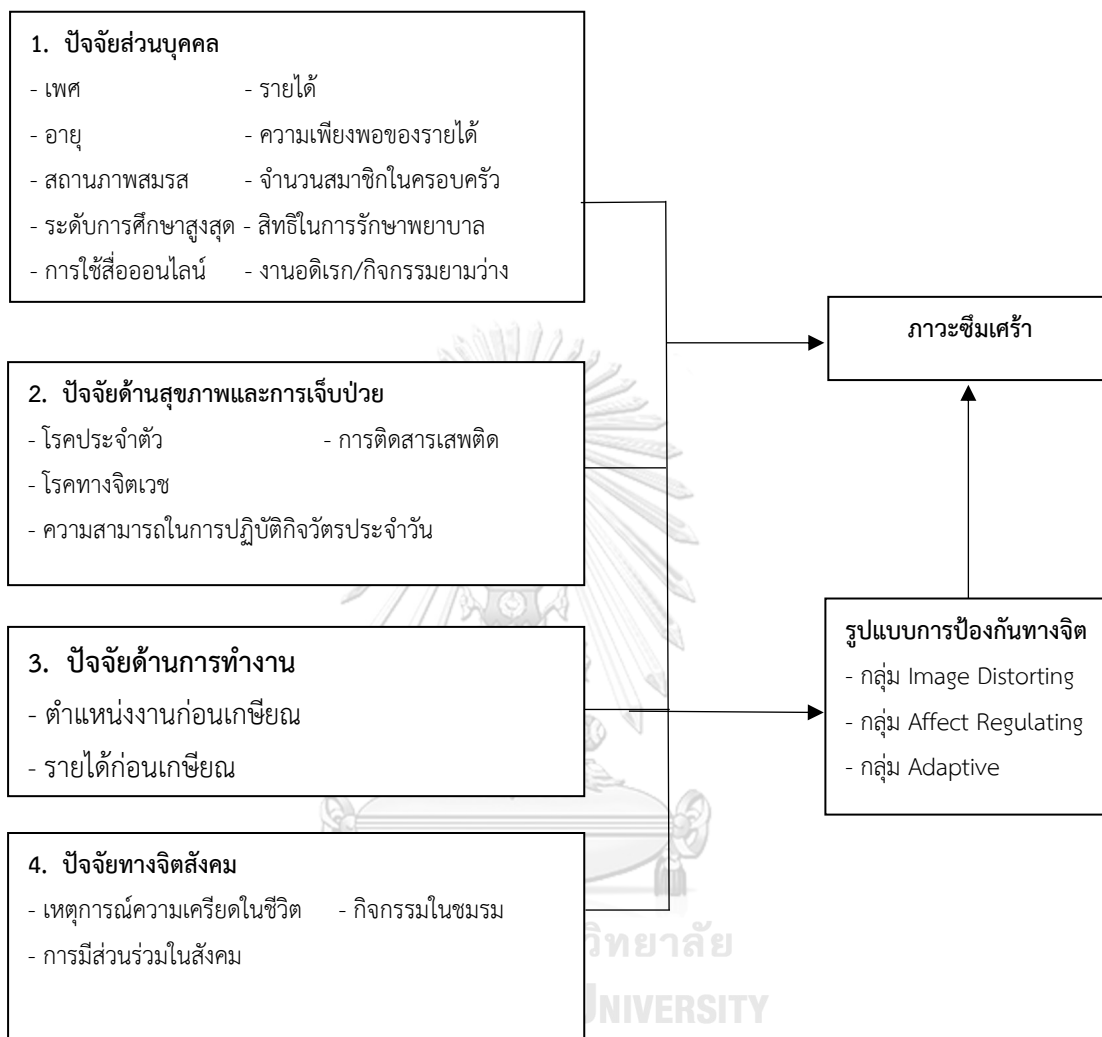 1. ปัจจัยส่วนบุคคล
- เพศ - รายได้
- อายุ - ความเพียงพอของรายได้
- สถานภาพสมรส - จำนวนสมาชิกในครอบครัว
- ระดับการศึกษาสูงสุด - สิทธิในการรักษาพยาบาล
- การใช้สื่อออนไลน์ - งานอดิเรก/กิจกรรมยามว่าง
ภาวะซึมเศร้า
2. ปัจจัยด้านสุขภาพและการเจ็บป่วย
- โรคประจำตัว - การติดสารเสพติด
- โรคทางจิตเวช
- ความสามารถในการปฏิบัติกิจวัตรประจำวัน
3. ปัจจัยด้านการทำงาน
- ตำแหน่งงานก่อนเกษียณ
- รายได้ก่อนเกษียณ
รูปแบบการป้องกันทางจิต
- กลุ่ม Image Distorting
- กลุ่ม Affect Regulating
- กลุ่ม Adaptive
4. ปัจจัยทางจิตสังคม
- เหตุการณ์ความเครียดในชีวิต - กิจกรรมในชมรม
- การมีส่วนร่วมในสังคม
วิทยาลัย
UNIVERSITY